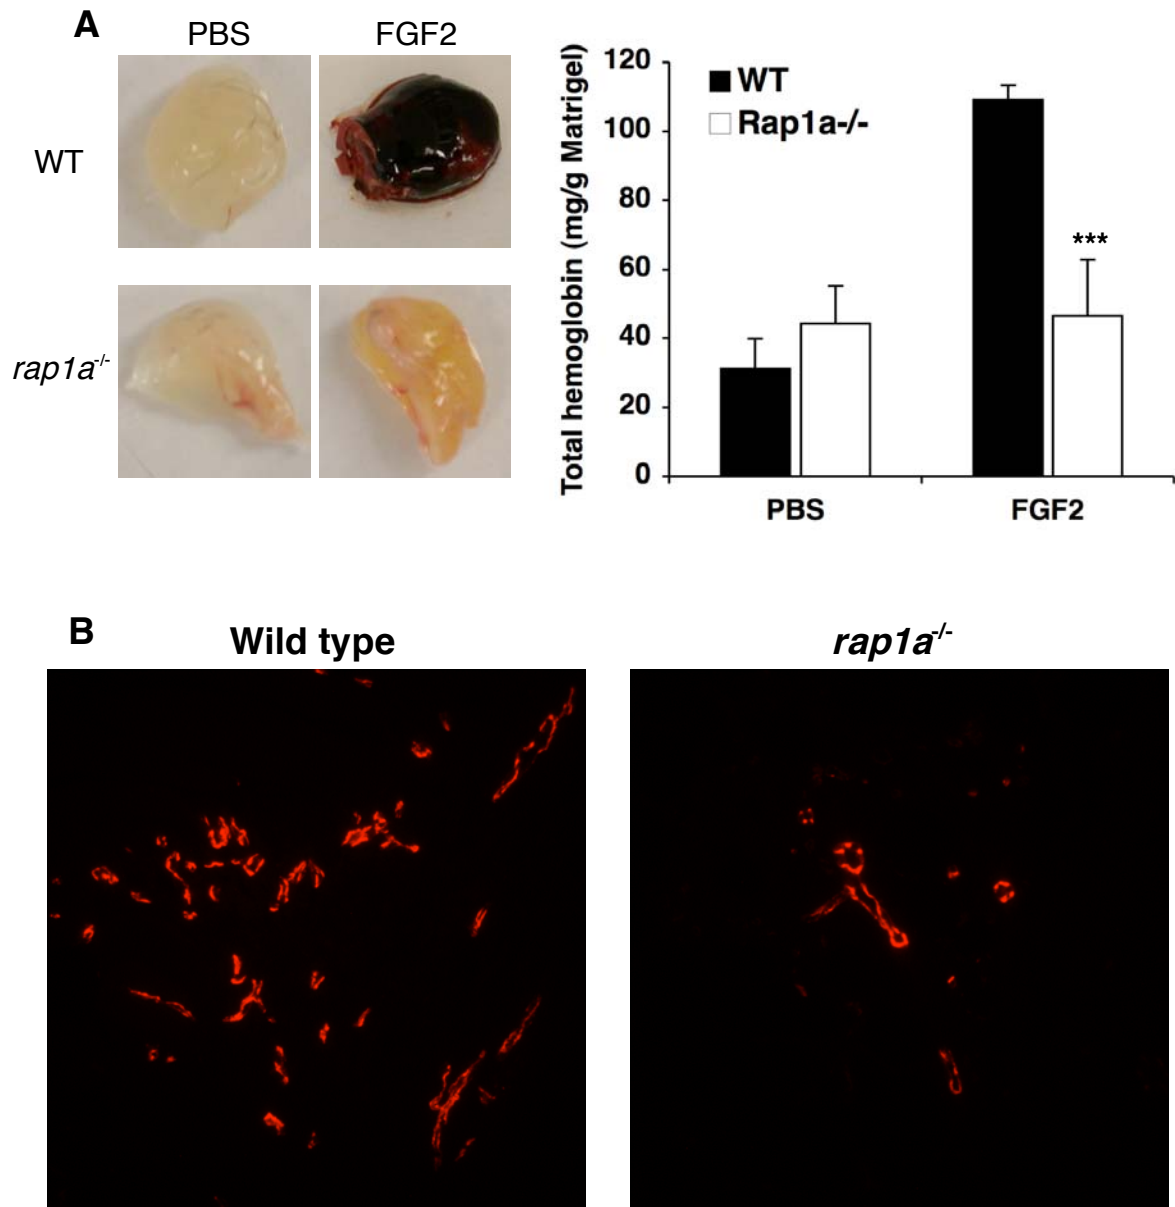 A
PBS
FGF2
WT
rap1a-/-
Total hemoglobin (mg/g Matrigel)
120
100
80
60
40
20
0
WT
Rap1a-/-
***
PBS
FGF2
B
Wild type
rap1a-/-